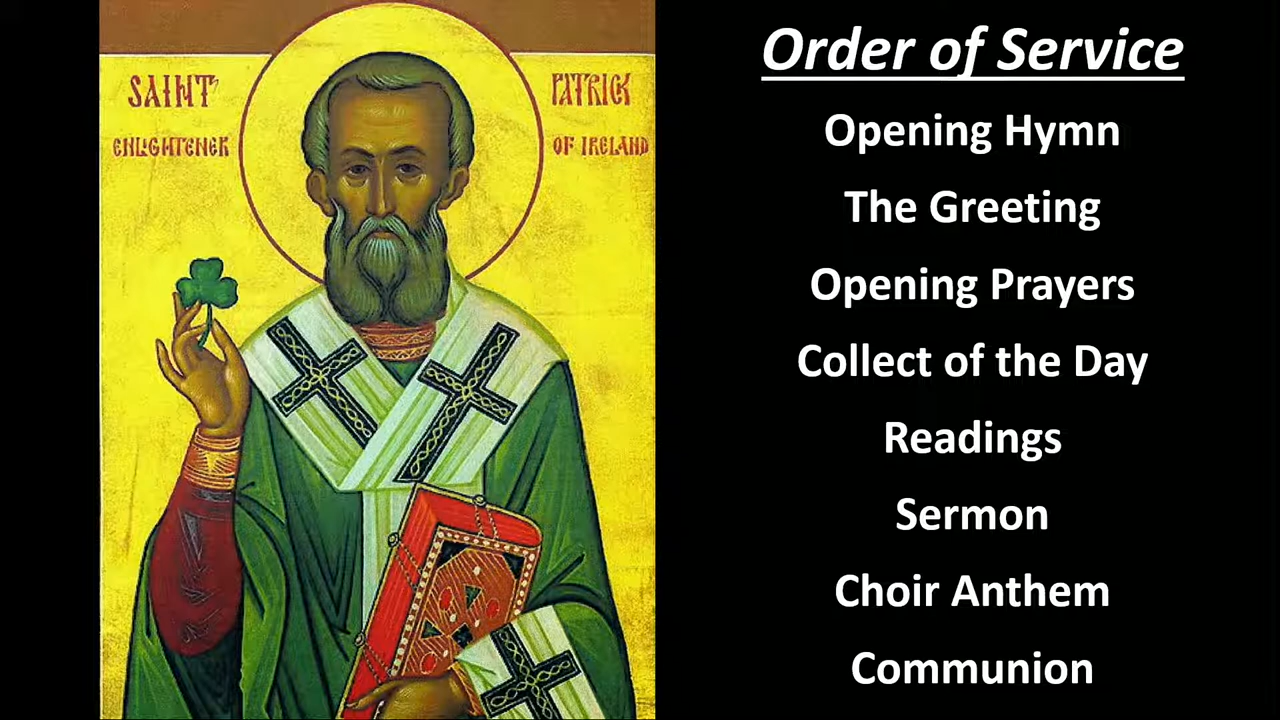 SAINT PATRICK
ENLIGHTENER OF IRELAND
Order of Service
Opening Hymn
The Greeting
Opening Prayers
Collect of the Day
Readings
Sermon
Choir Anthem
Communion